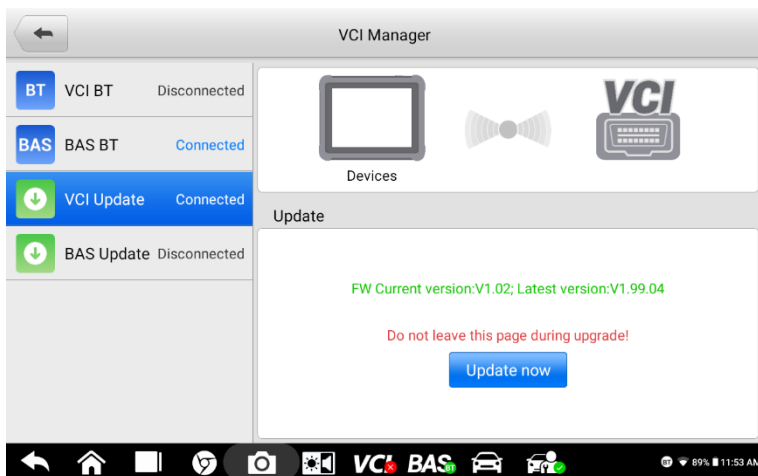 VCI Manager
BT VCI BT Disconnected
BAS BAS BT Connected
VCI Update Connected
BAS Update Disconnected
VCI
Devices
Update
FW Current version:V1.02; Latest version:V1.99.04
Do not leave this page during upgrade!
Update now
VCI BAS BT BT 89% 11:53 AM